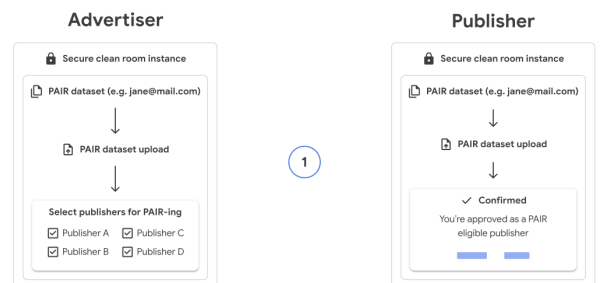 Advertiser
Secure clean room instance
PAIR dataset (e.g. jane@mail.com)
PAIR dataset upload
Select publishers for PAIR-ing
Publisher A
Publisher C
Publisher B
Publisher D
1
Publisher
Secure clean room instance
PAIR dataset (e.g. jane@mail.com)
PAIR dataset upload
Confirmed
You're approved as a PAIR
eligible publisher